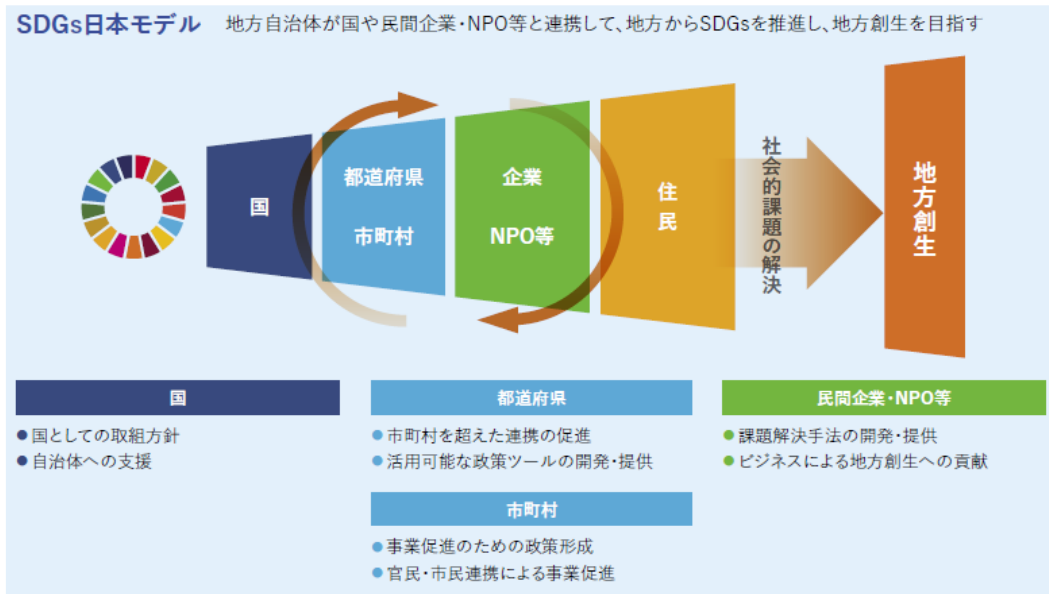 SDGs日本モデル 地方自治体が国や民間企業・NPO等と連携して、地方からSDGsを推進し、地方創生を目指す
国
都道府県
市町村
企業
NPO等
住民
社会的課題の解決
地方創生
国
●国としての取組方針
●自治体への支援
都道府県
●市町村を超えた連携の促進
●活用可能な政策ツールの開発・提供
市町村
●事業促進のための政策形成
●官民・市民連携による事業促進
民間企業・NPO等
●課題解決手法の開発・提供
●ビジネスによる地方創生への貢献